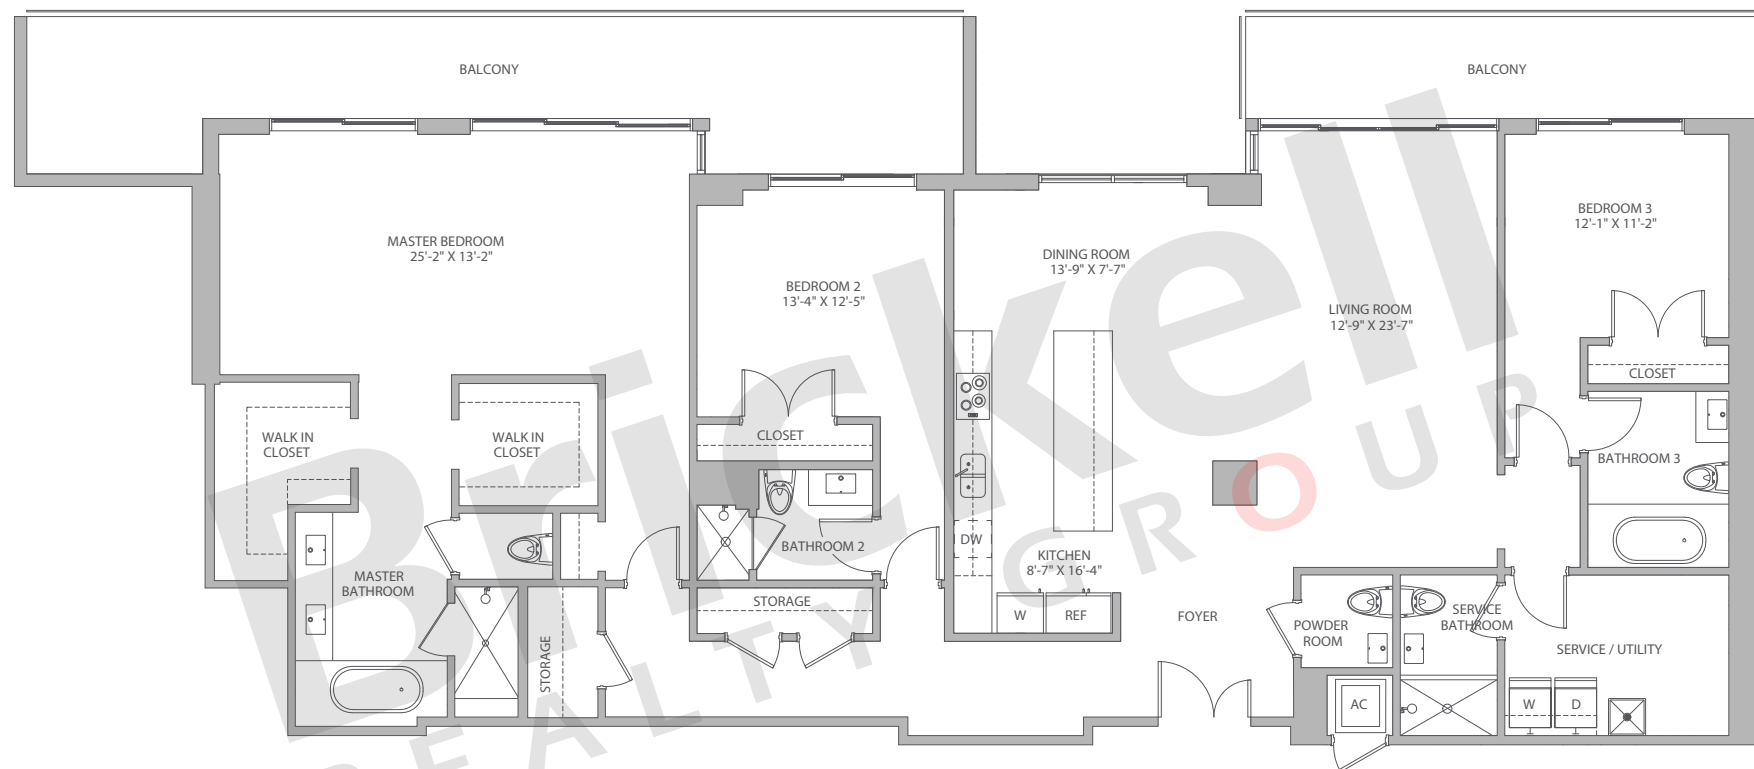 BALCONY
BALCONY
MASTER BEDROOM
25'-2" X 13'-2"
BEDROOM 2
13'-4" X 12'-5"
DINING ROOM
13'-9" X 7'-7"
LIVING ROOM
12'-9" X 23'-7"
BEDROOM 3
12'-1" X 11'-2"
CLOSET
WALK IN
CLOSET
WALK IN
CLOSET
CLOSET
BATHROOM 3
BATHROOM 2
DW
KITCHEN
8'-7" X 16'-4"
MASTER
BATHROOM
STORAGE
STORAGE
W
REF
FOYER
POWDER
ROOM
SERVICE
BATHROOM
SERVICE / UTILITY
AC
W
D
Brickell
REALTY GROUP